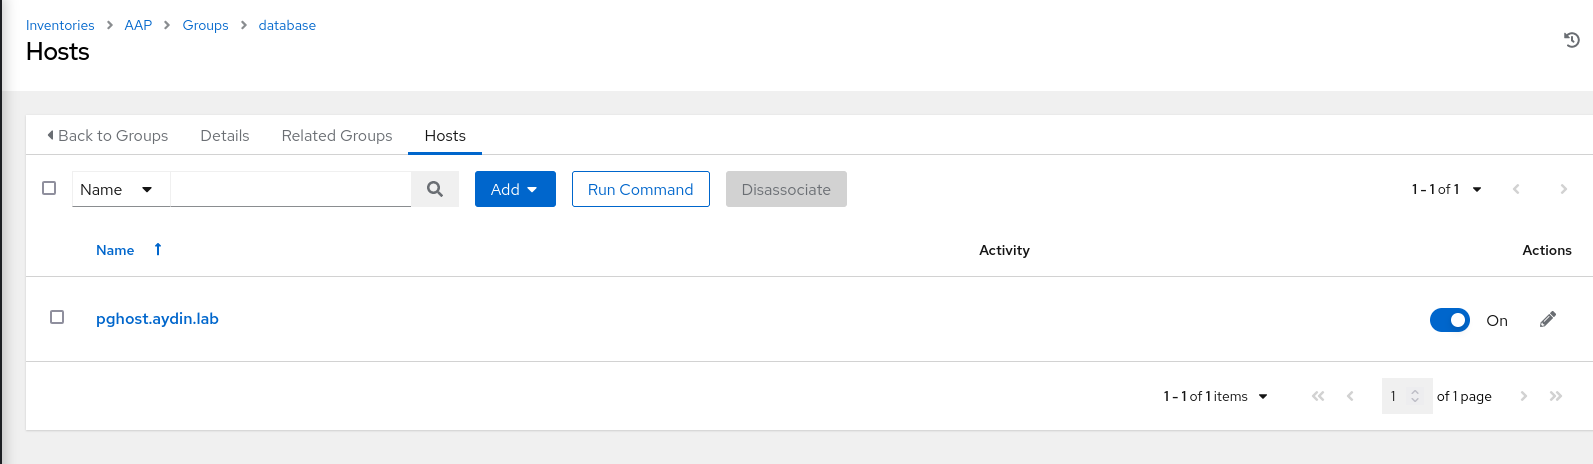 Inventories AAP Groups database
Hosts
Back to Groups Details Related Groups Hosts
Name Add Run Command Disassociate 1 - 1 of 1
Name Activity Actions
pghost.aydin.lab On
1 - 1 of 1 items 1 of 1 page